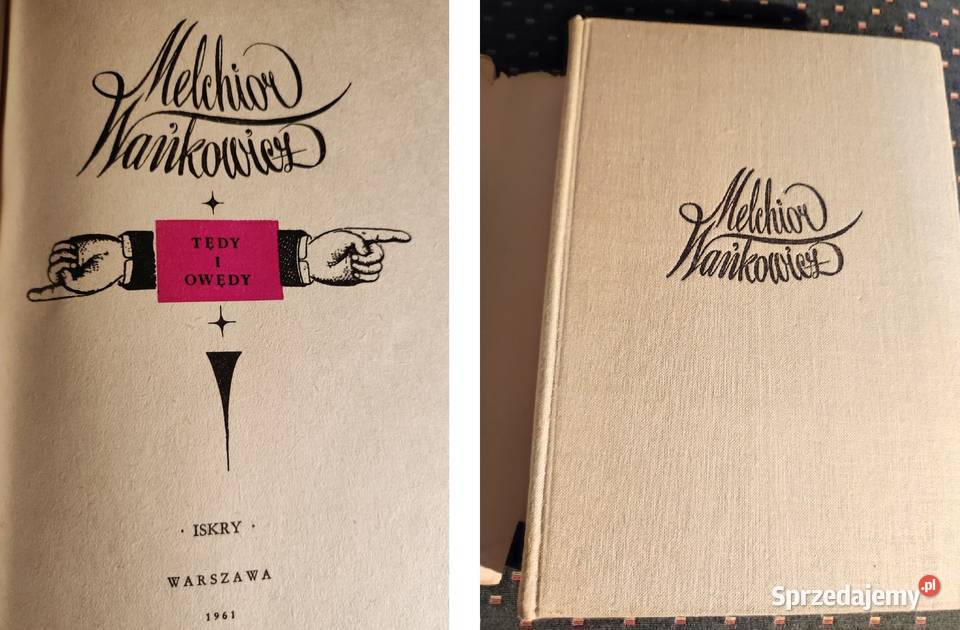 Melchior
Wańkowicz
TĘDY
I
OWĘDY
· ISKRY ·
WARSZAWA
1961
Melchior
Wańkowicz
Sprzedajemy.pl